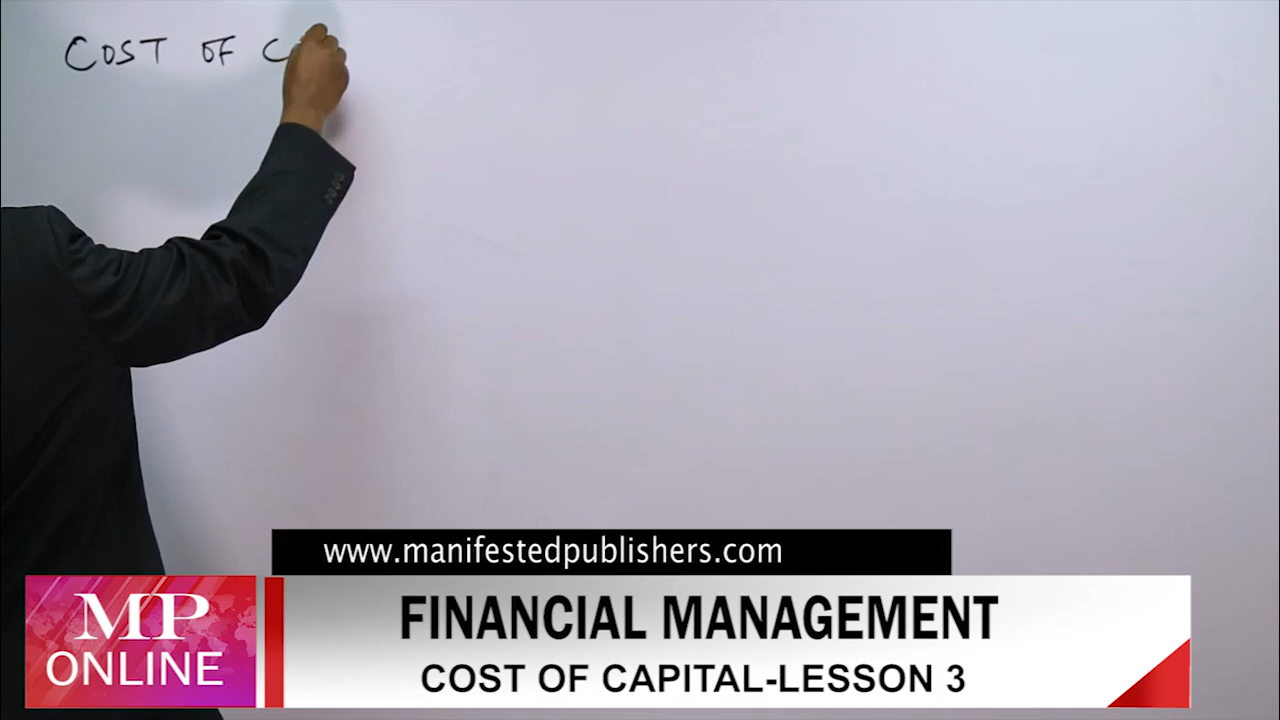 COST OF C
www.manifestedpublishers.com
MP
ONLINE
FINANCIAL MANAGEMENT
COST OF CAPITAL-LESSON 3